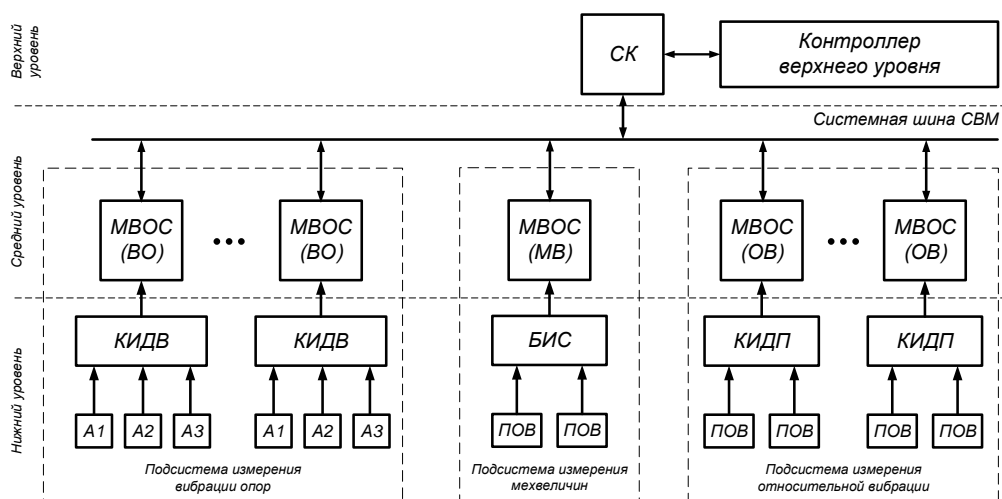 Верхний
уровень
СК
Контроллер
верхнего уровня
Системная шина СВМ
Средний уровень
МВОС
(ВО)
•••
МВОС
(ВО)
МВОС
(МВ)
МВОС
(ОВ)
•••
МВОС
(ОВ)
Нижний уровень
КИДВ
КИДВ
БИС
КИДП
КИДП
А1
А2
А3
А1
А2
А3
ПОВ
ПОВ
ПОВ
ПОВ
ПОВ
ПОВ
Подсистема измерения
вибрации опор
Подсистема измерения
мехвеличин
Подсистема измерения
относительной вибрации